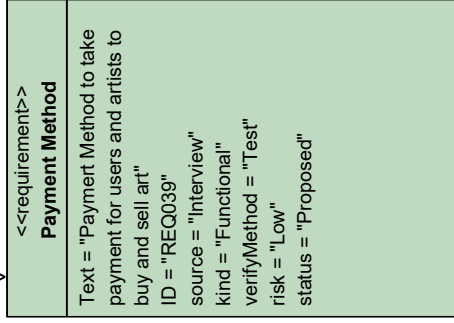 <<requirement>>
Payment Method
Text = "Paymert Method to take
payment for users and artists to
buy and sell art"
ID = "REQ039"
source = "Interview"
kind = "Functional"
verifyMethod = "Test"
risk = "Low"
status = "Proposed"